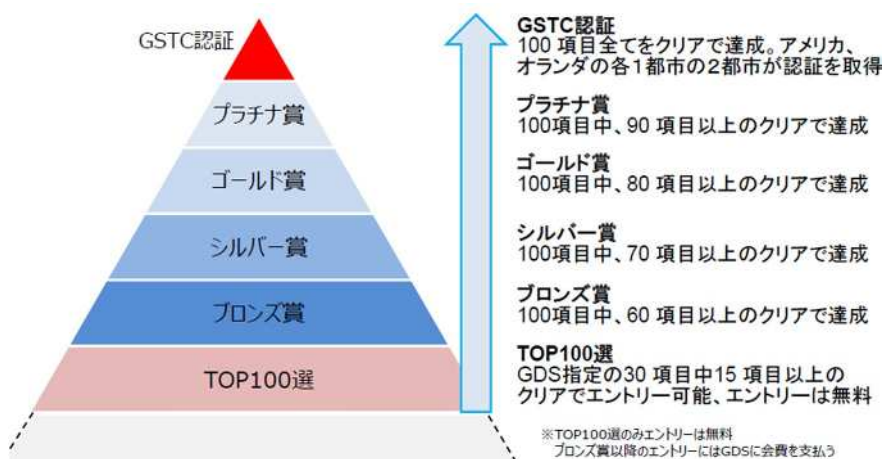 GSTC認証
プラチナ賞
ゴールド賞
シルバー賞
ブロンズ賞
TOP100選
GSTC認証
100 項目全てをクリアで達成。アメリカ、
オランダの各1都市の2都市が認証を取得
プラチナ賞
100項目中、90 項目以上のクリアで達成
ゴールド賞
100項目中、80 項目以上のクリアで達成
シルバー賞
100項目中、70 項目以上のクリアで達成
ブロンズ賞
100項目中、60 項目以上のクリアで達成
TOP100選
GDS指定の30 項目中15 項目以上の
クリアでエントリー可能、エントリーは無料
※TOP100選のみエントリーは無料
ブロンズ賞以降のエントリーにはGDSに会費を支払う